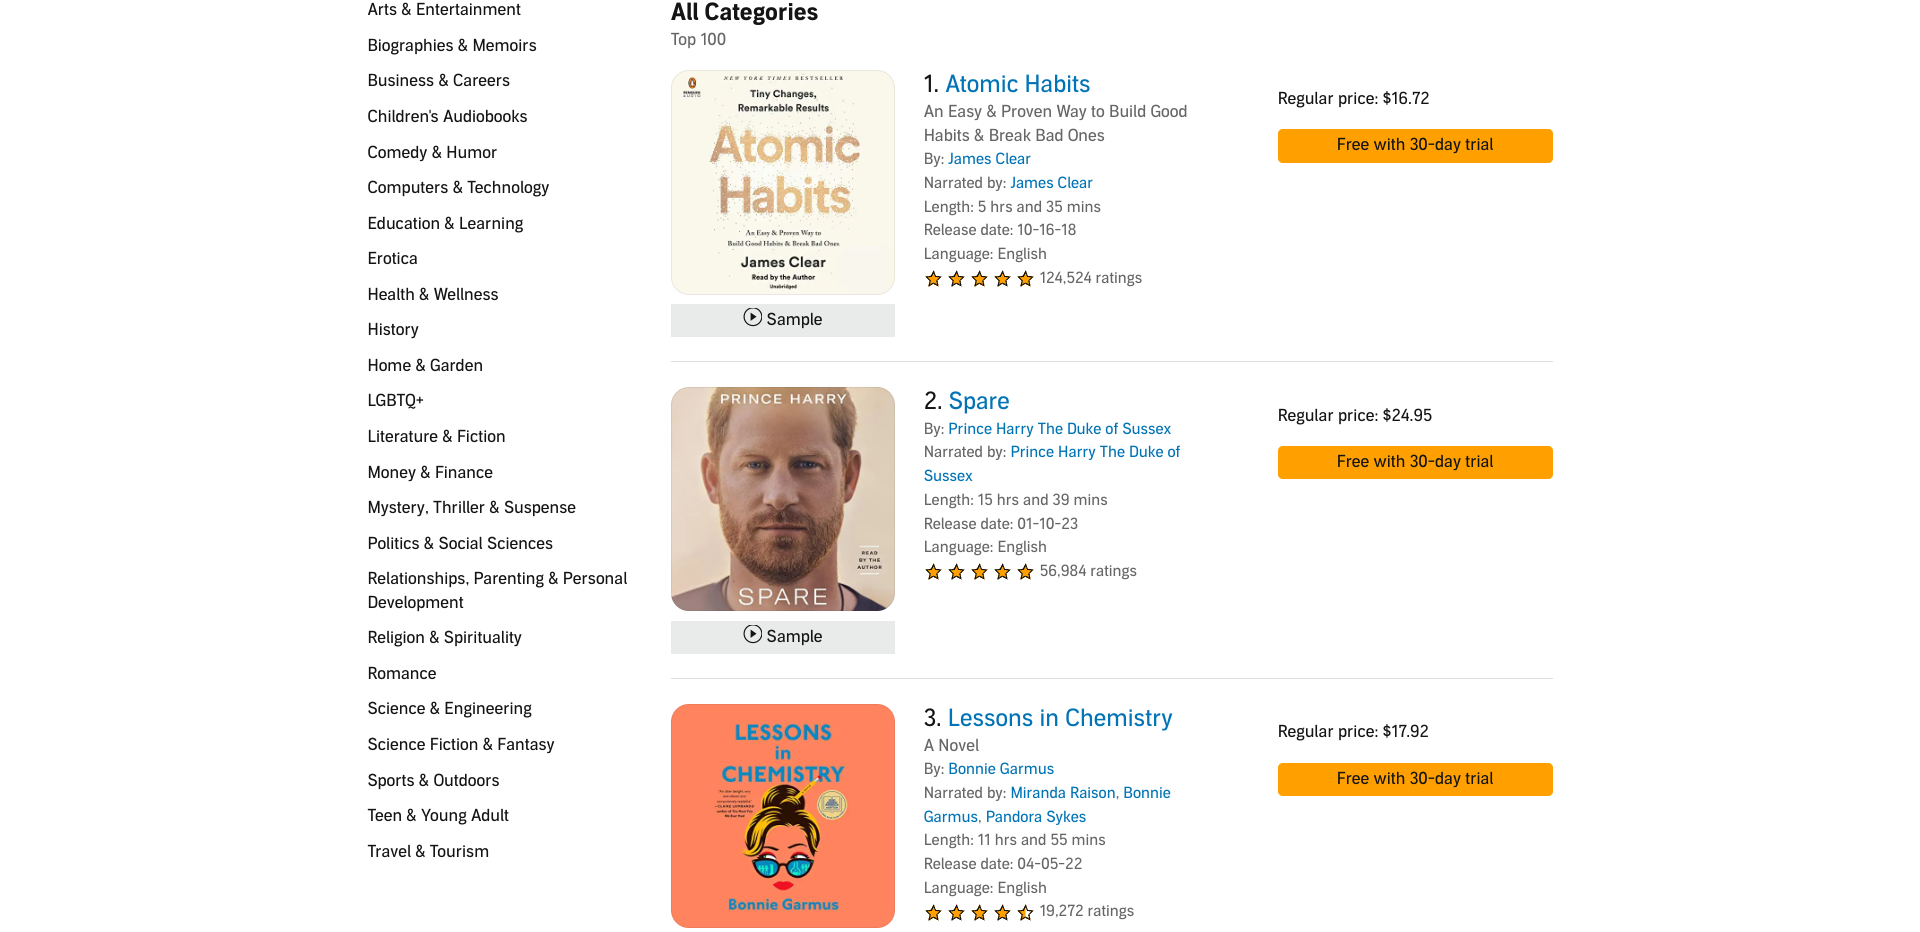 Arts & Entertainment
Biographies & Memoirs
Business & Careers
Children's Audiobooks
Comedy & Humor
Computers & Technology
Education & Learning
Erotica
Health & Wellness
History
Home & Garden
LGBTQ+
Literature & Fiction
Money & Finance
Mystery, Thriller & Suspense
Politics & Social Sciences
Relationships, Parenting & Personal
Development
Religion & Spirituality
Romance
Science & Engineering
Science Fiction & Fantasy
Sports & Outdoors
Teen & Young Adult
Travel & Tourism
All Categories
Top 100
NEW YORK TIMES BESTSELLER
Tiny Changes,
Remarkable Results
Atomic
Habits
An Easy & Proven Way to
Build Good Habits & Break Bad Ones
James Clear
Read by the Author
Unabridged
Sample
1. Atomic Habits
An Easy & Proven Way to Build Good
Habits & Break Bad Ones
By: James Clear
Narrated by: James Clear
Length: 5 hrs and 35 mins
Release date: 10-16-18
Language: English
124,524 ratings
Regular price: $16.72
Free with 30-day trial
PRINCE HARRY
READ
BY THE
AUTHOR
SPARE
Sample
2. Spare
By: Prince Harry The Duke of Sussex
Narrated by: Prince Harry The Duke of
Sussex
Length: 15 hrs and 39 mins
Release date: 01-10-23
Language: English
56,984 ratings
Regular price: $24.95
Free with 30-day trial
LESSONS
in
CHEMISTRY
Bonnie Garmus
3. Lessons in Chemistry
A Novel
By: Bonnie Garmus
Narrated by: Miranda Raison, Bonnie
Garmus, Pandora Sykes
Length: 11 hrs and 55 mins
Release date: 04-05-22
Language: English
19,272 ratings
Regular price: $17.92
Free with 30-day trial